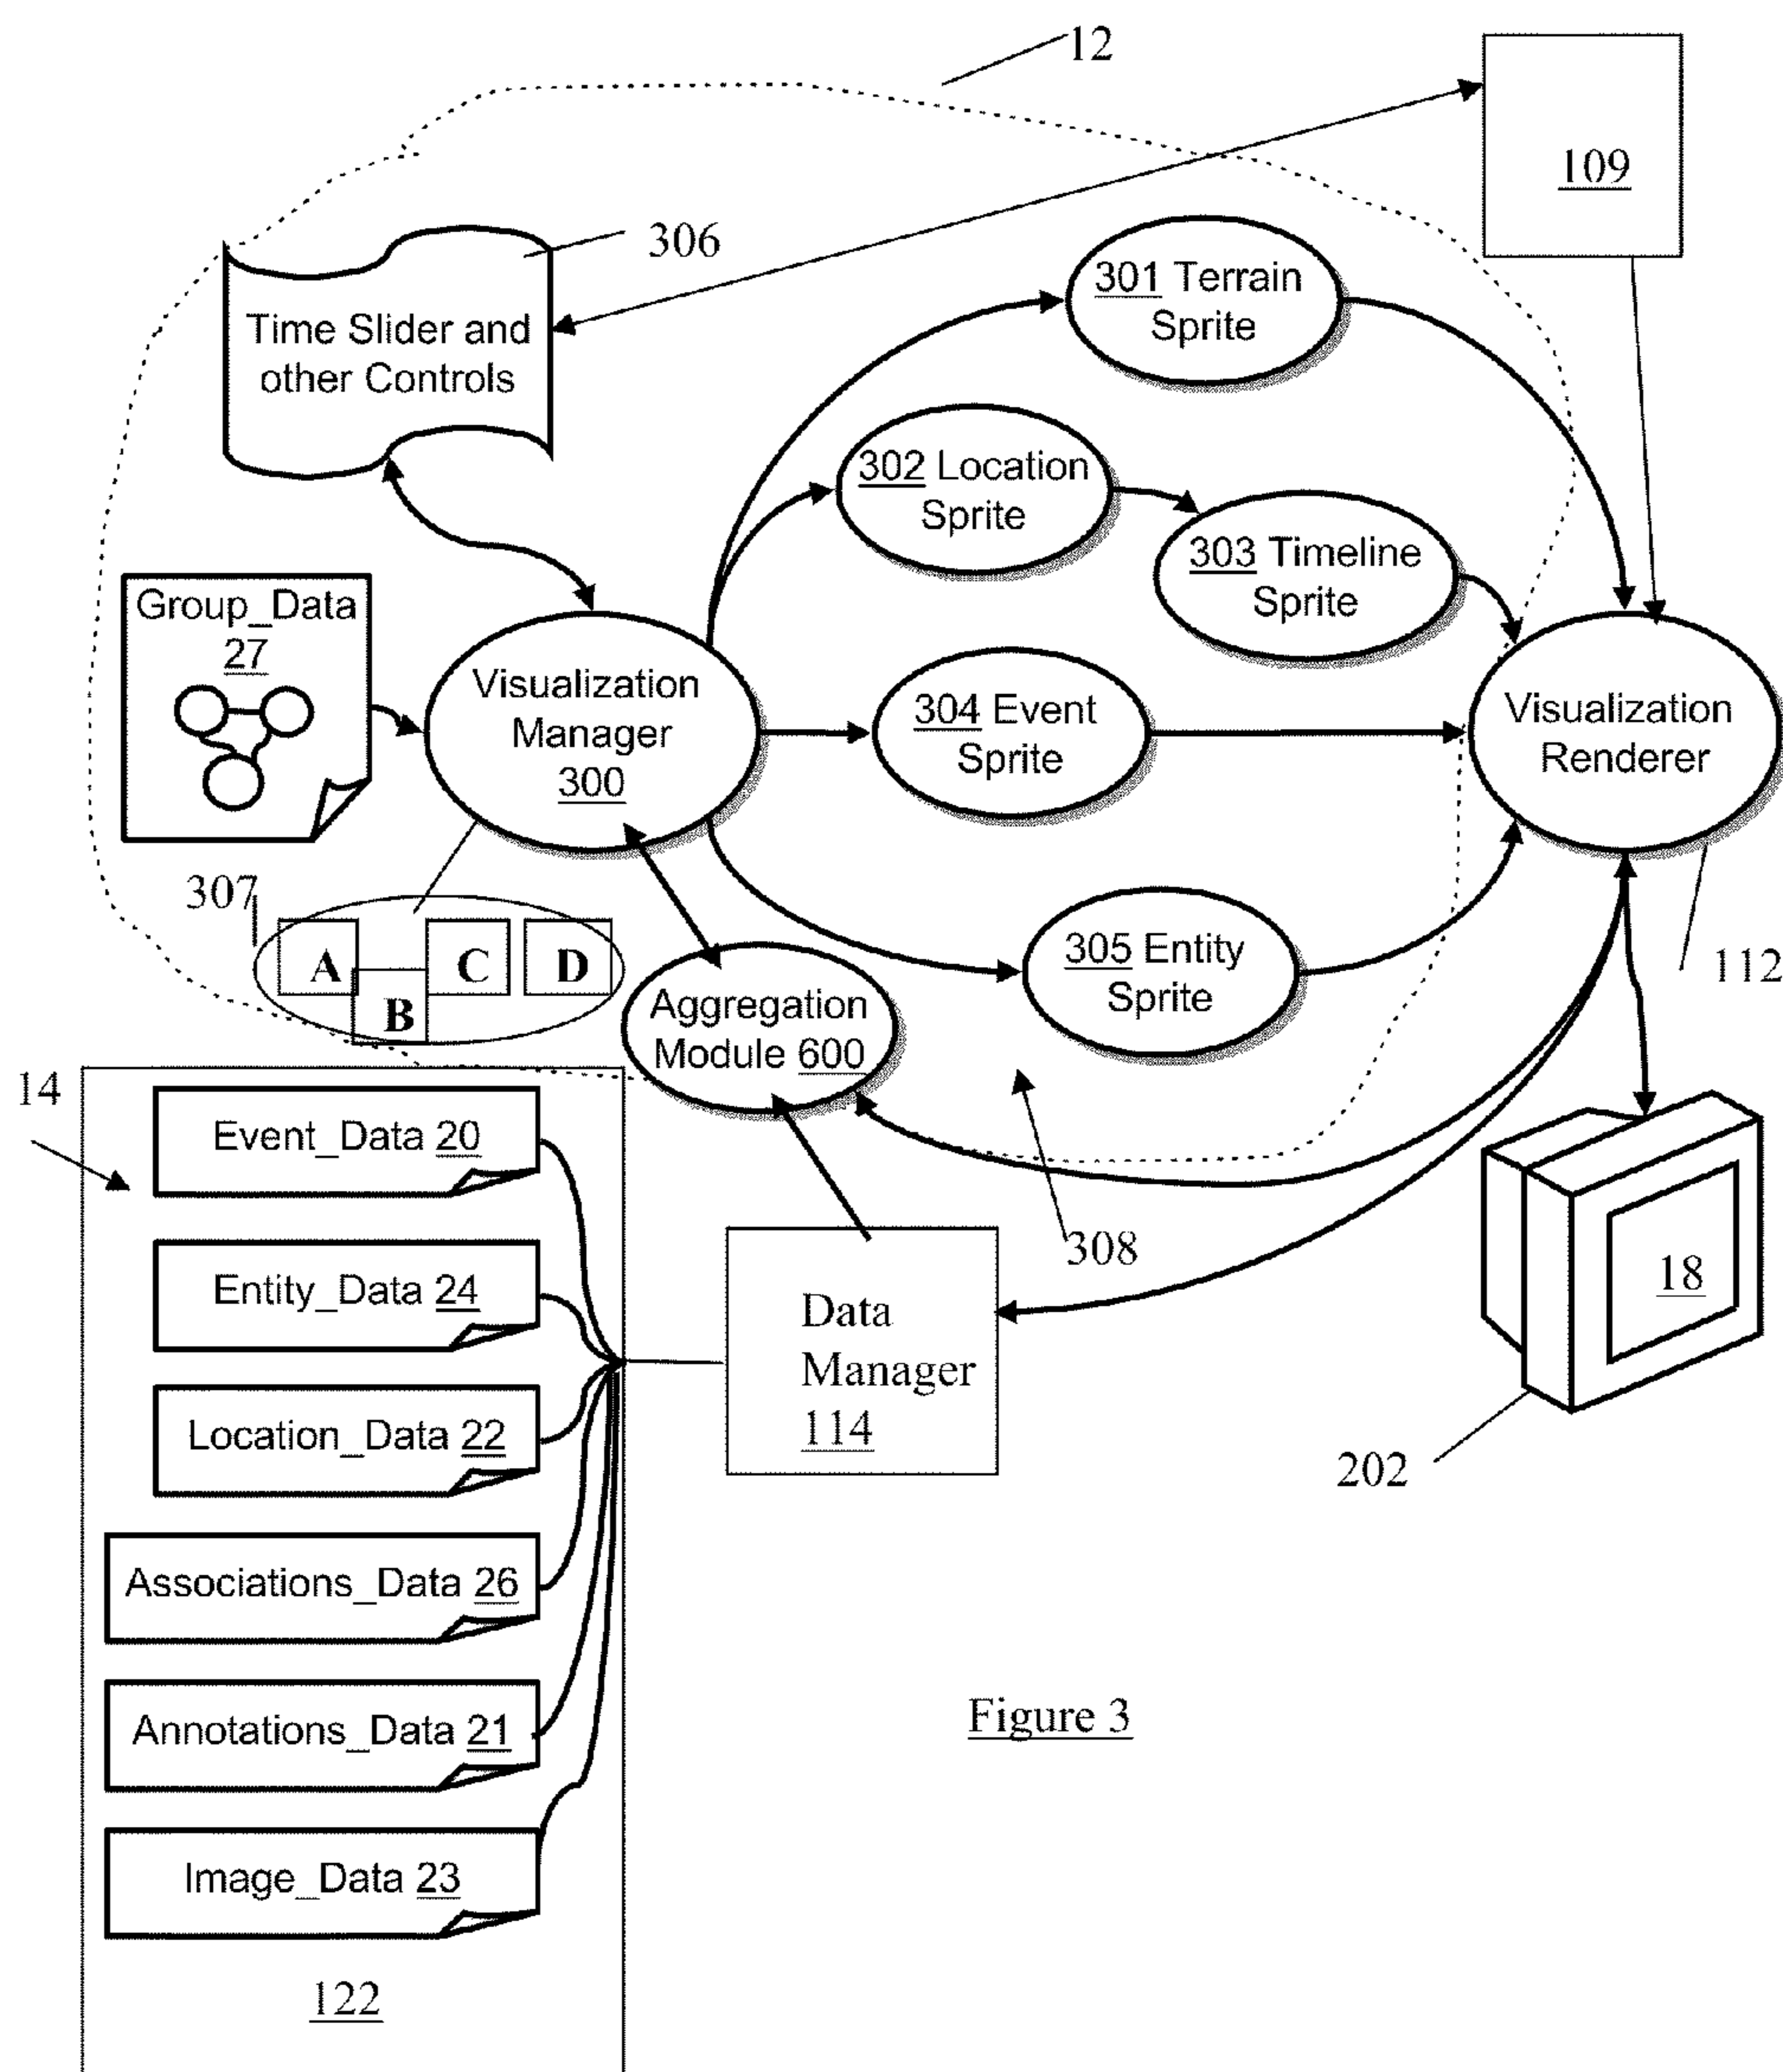 12
109
306
Time Slider and
other Controls
301 Terrain
Sprite
302 Location
Sprite
303 Timeline
Sprite
Group_Data
27
Visualization
Manager
300
304 Event
Sprite
Visualization
Renderer
307
A
B
C
D
305 Entity
Sprite
112
Aggregation
Module 600
14
Event_Data 20
Entity_Data 24
Location_Data 22
Associations_Data 26
Annotations_Data 21
Image_Data 23
122
308
Data
Manager
114
18
202
Figure 3